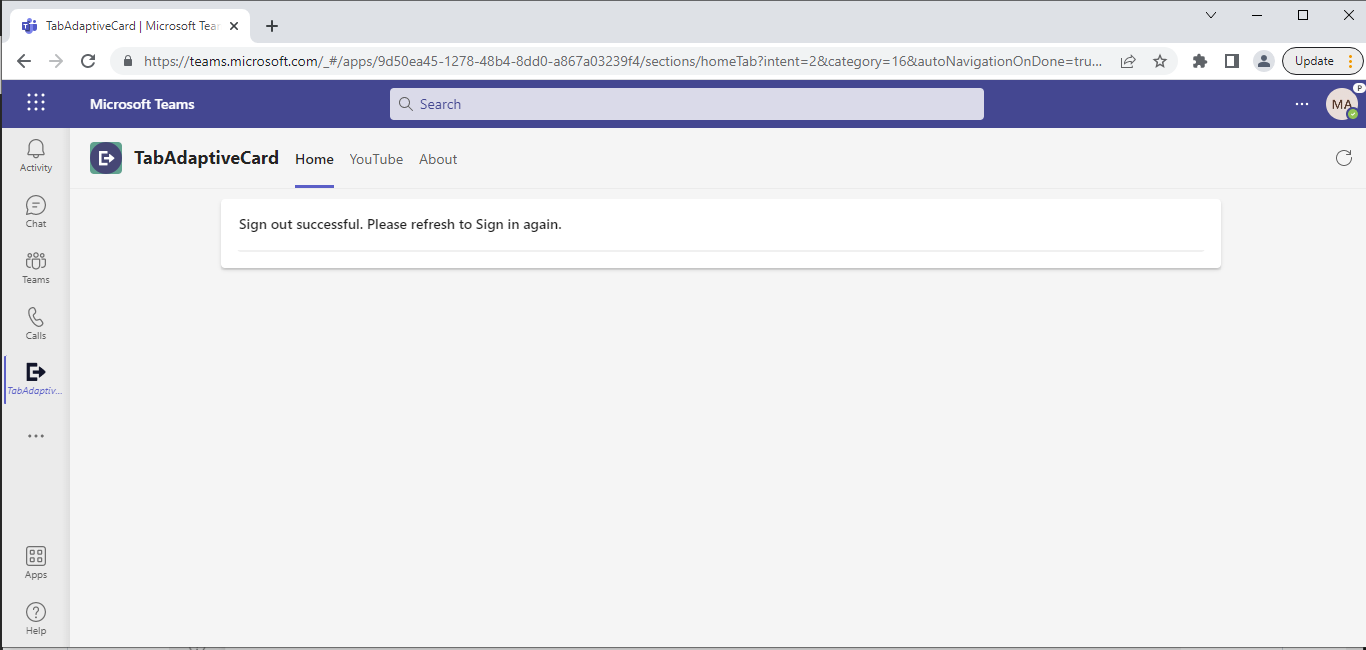 TabAdaptiveCard | Microsoft Tear
https://teams.microsoft.com/_#/apps/9d50ea45-1278-48b4-8dd0-a867a03239f4/sections/homeTab?intent=2&category=16&autoNavigationOnDone=tru...
Update
Microsoft Teams
Search
MA
P
Activity
Chat
Teams
Calls
TabAdaptiv...
Apps
Help
TabAdaptiveCard
Home
YouTube
About
Sign out successful. Please refresh to Sign in again.